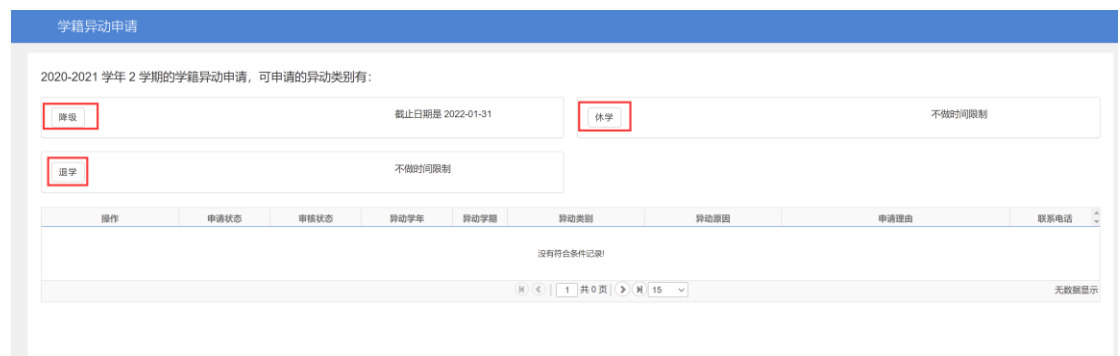 学籍异动申请
2020-2021 学年 2 学期的学籍异动申请，可申请的异动类别有：
降级 截止日期是 2022-01-31 休学 不做时间限制
退学 不做时间限制
操作 申请状态 审核状态 异动学年 异动学期 异动类别 异动原因 申请理由 联系电话
没有符合条件记录!
1 共 0 页 15 无数据显示